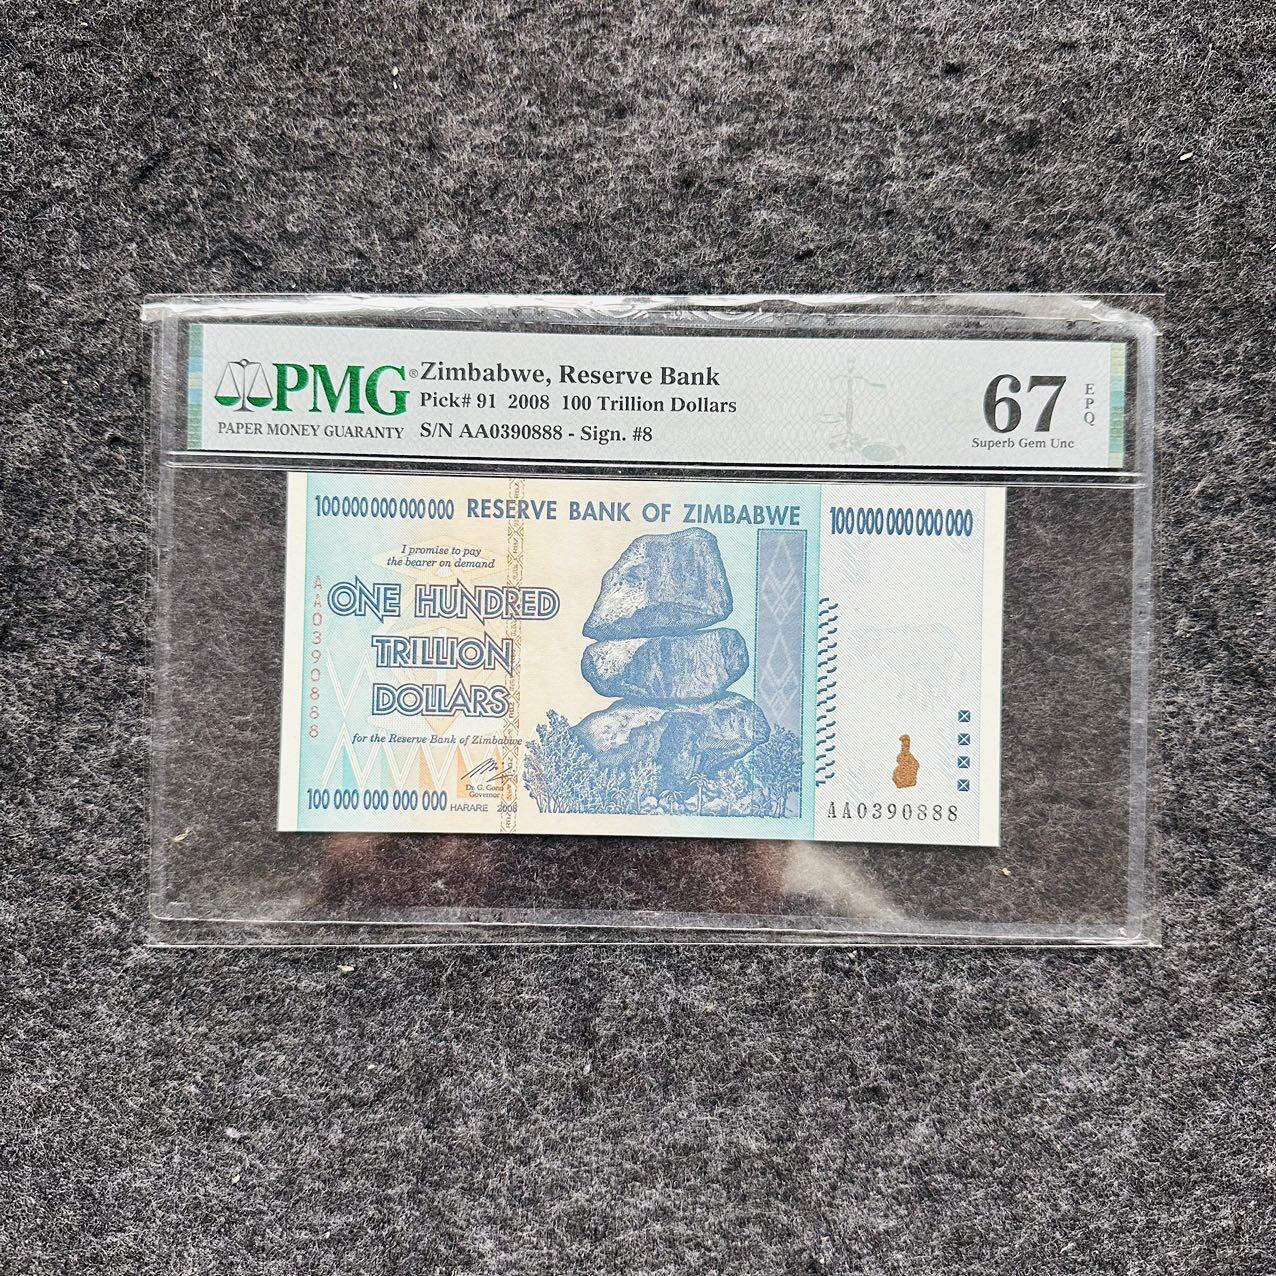 PMG®
PAPER MONEY GUARANTY
Zimbabwe, Reserve Bank
Pick# 91 2008 100 Trillion Dollars
S/N AA0390888 - Sign. #8
67
EPQ
Superb Gem Unc
100 000 000 000 000 RESERVE BANK OF ZIMBABWE
100 000 000 000 000
I promise to pay
the bearer on demand
ONE HUNDRED
TRILLION
DOLLARS
AA0390888
for the Reserve Bank of Zimbabwe
Dr G. Gono
Governor
100 000 000 000 000 HARARE 2008
AA0390888